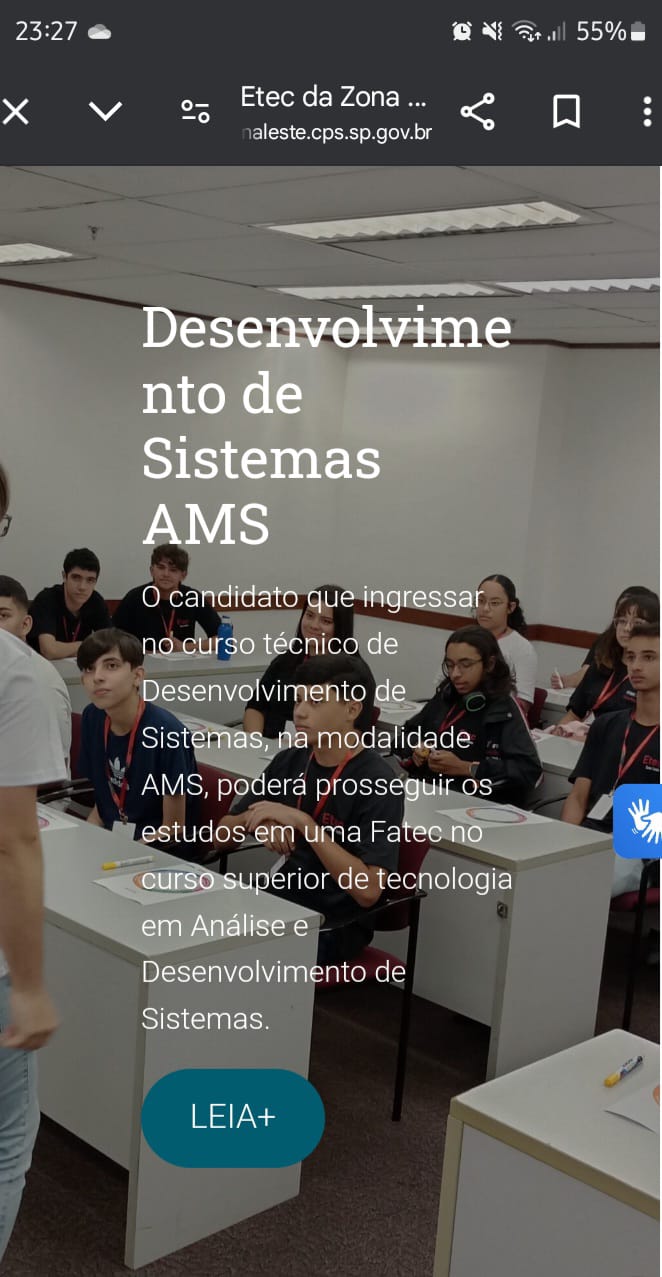 23:27
55%
Etec da Zona ...
naleste.cps.sp.gov.br
Desenvolvime
nto de
Sistemas
AMS
O candidato que ingressar
no curso técnico de
Desenvolvimento de
Sistemas, na modalidade
AMS, poderá prosseguir os
estudos em uma Fatec no
curso superior de tecnologia
em Análise e
Desenvolvimento de
Sistemas.
LEIA+